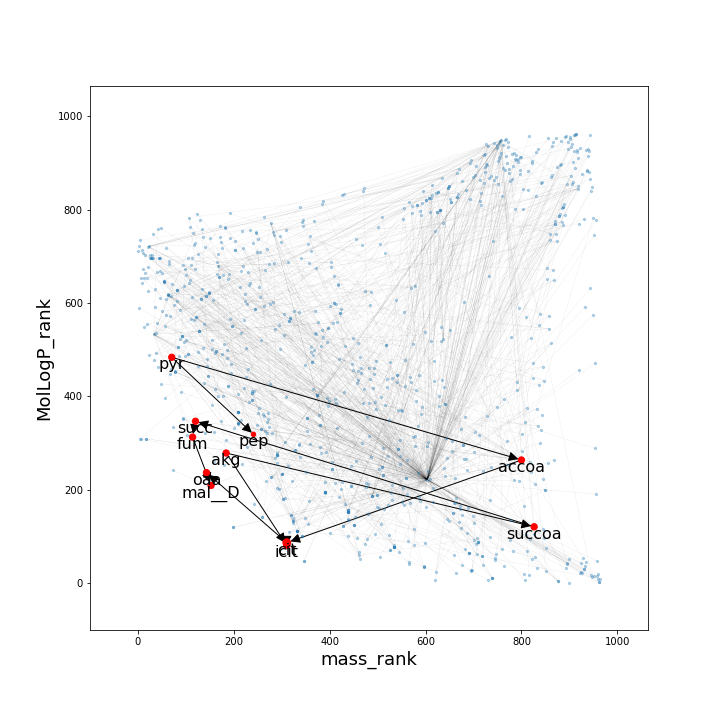 1000
800
600
400
200
0
MolLogP_rank
pyr
succ
fum
pep
akg
oaa
mal__D
accoa
succoa
icit
0
200
400
600
800
1000
mass_rank